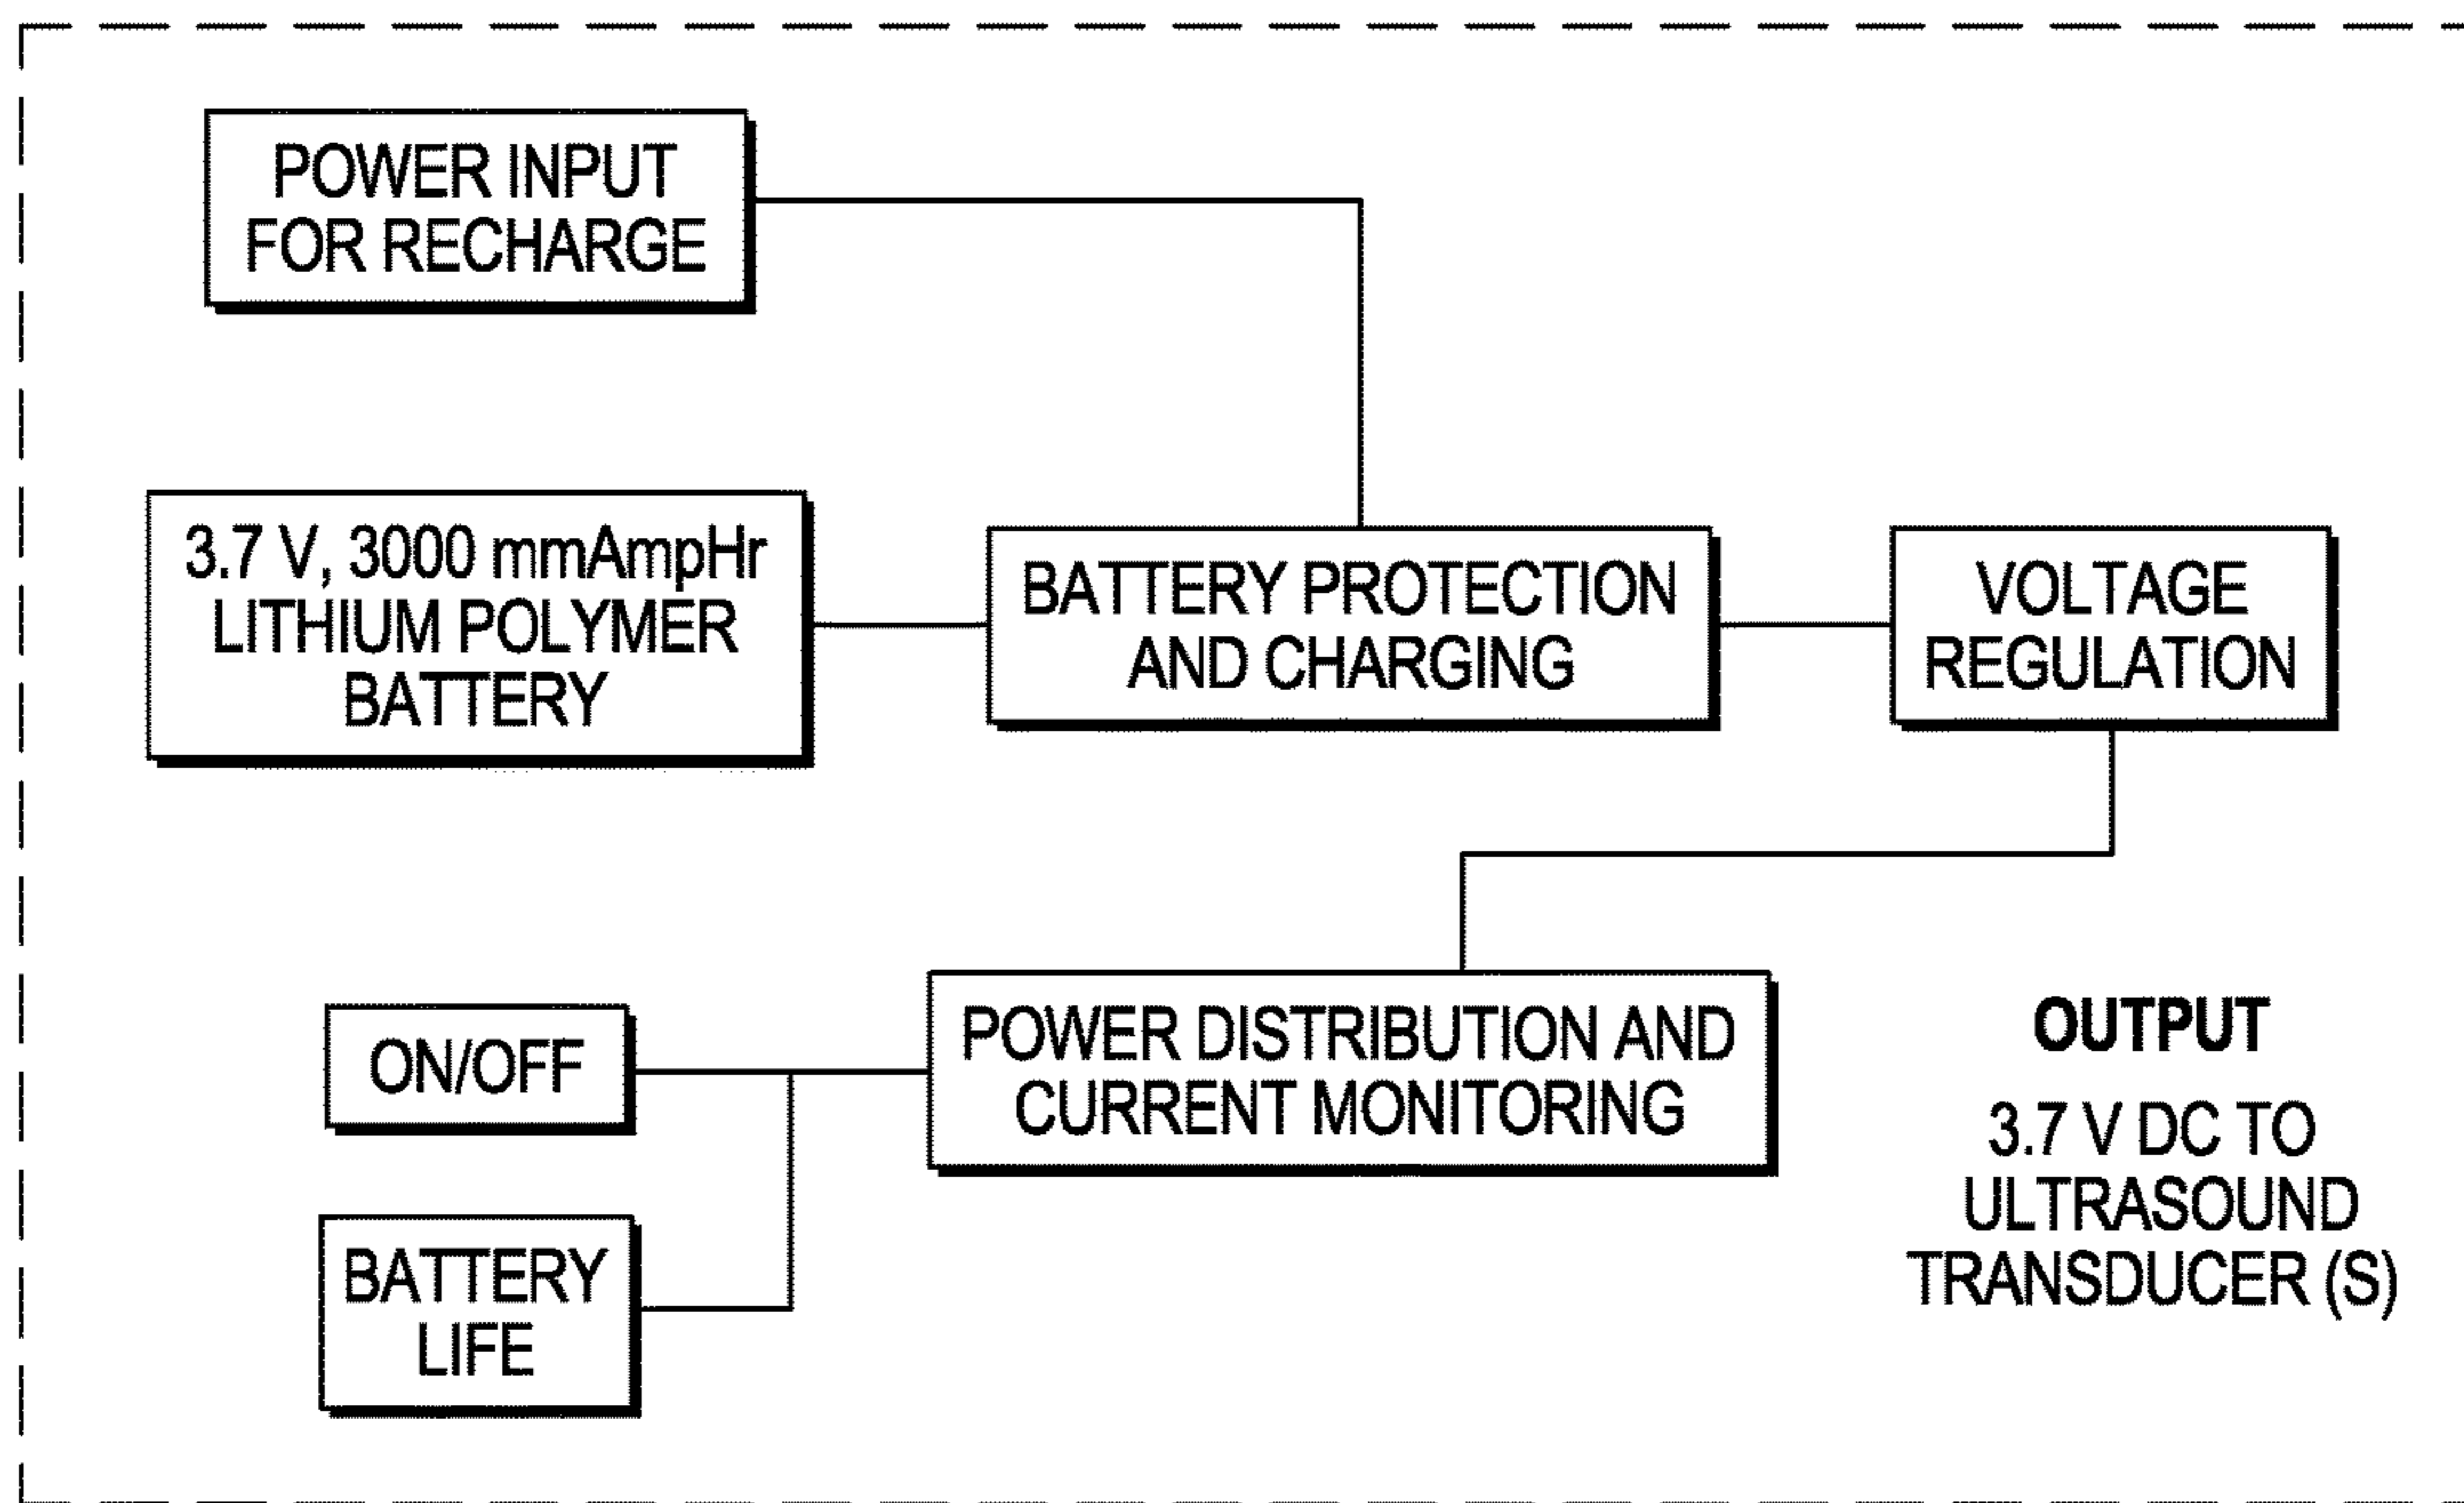 POWER INPUT
FOR RECHARGE
3.7 V, 3000 mmAmpHr
LITHIUM POLYMER
BATTERY
BATTERY PROTECTION
AND CHARGING
VOLTAGE
REGULATION
ON/OFF
POWER DISTRIBUTION AND
CURRENT MONITORING
BATTERY
LIFE
OUTPUT
3.7 V DC TO
ULTRASOUND
TRANSDUCER (S)